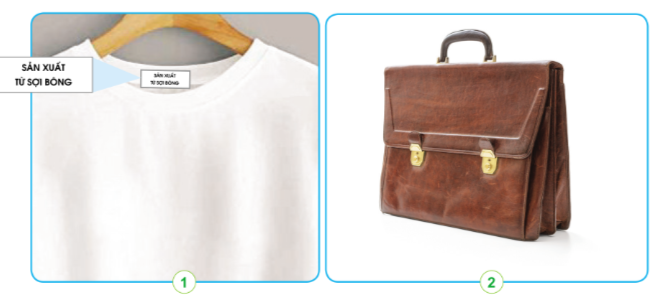 SẢN XUẤT
TỪ SỢI BÔNG
SẢN XUẤT
TỪ SỢI BÔNG
1
2